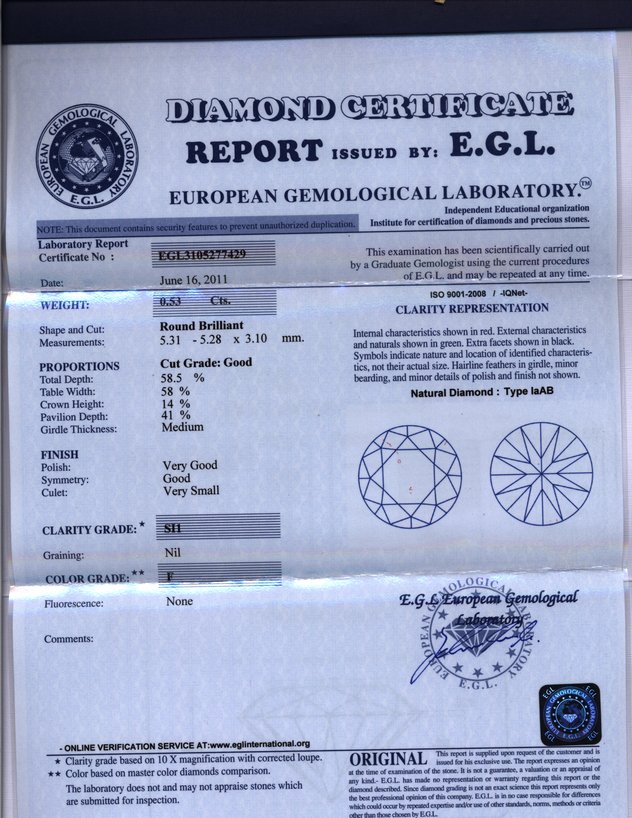 DIAMOND CERTIFICATE
REPORT ISSUED BY: E.G.L.
EUROPEAN GEMOLOGICAL LABORATORY.™
Independent Educational organization
Institute for certification of diamonds and precious stones.
EUROPEAN GEMOLOGICAL LABORATORY
E.G.L.
NOTE: This document contains security features to prevent unauthorized duplication.
Laboratory Report
Certificate No : EGL3105277429
Date: June 16, 2011
WEIGHT: 0.53 Cts.
Shape and Cut: Round Brilliant
Measurements: 5.31 - 5.28 x 3.10 mm.
PROPORTIONS Cut Grade: Good
Total Depth: 58.5 %
Table Width: 58 %
Crown Height: 14 %
Pavilion Depth: 41 %
Girdle Thickness: Medium
FINISH
Polish: Very Good
Symmetry: Good
Culet: Very Small
CLARITY GRADE: * SI1
Graining: Nil
COLOR GRADE: ** F
Fluorescence: None
Comments:
This examination has been scientifically carried out
by a Graduate Gemologist using the current procedures
of E.G.L. and may be repeated at any time.
ISO 9001-2008 / -IQNet-
CLARITY REPRESENTATION
Internal characteristics shown in red. External characteristics
and naturals shown in green. Extra facets shown in black.
Symbols indicate nature and location of identified characteris-
tics, not their actual size. Hairline feathers in girdle, minor
bearding, and minor details of polish and finish not shown.
Natural Diamond : Type IaAB
E.G.L European Gemological
Laboratory
EUROPEAN GEMOLOGICAL LABORATORY
E.G.L.
EGL EGL
EUROPEAN GEMOLOGICAL LABORATORY
EGL EGL
- ONLINE VERIFICATION SERVICE AT:www.eglinternational.org
* Clarity grade based on 10 X magnification with corrected loupe.
** Color based on master color diamonds comparison.
The laboratory does not and may not appraise stones which
are submitted for inspection.
ORIGINAL This report is supplied upon request of the customer and is
issued for his exclusive use. The report expresses an opinion
at the time of examination of the stone. It is not a guarantee, a valuation or an appraisal of
any kind.- E.G.L. has made no representation or warranty regarding this report or the
diamond described. Since diamond grading is not an exact science this report represents only
the best professional opinion of this company. E.G.L. is in no case responsible for differences
which could occur by repeated expertise and/or use of other standards, norms, methods or criteria
other than those chosen by E.G.L.